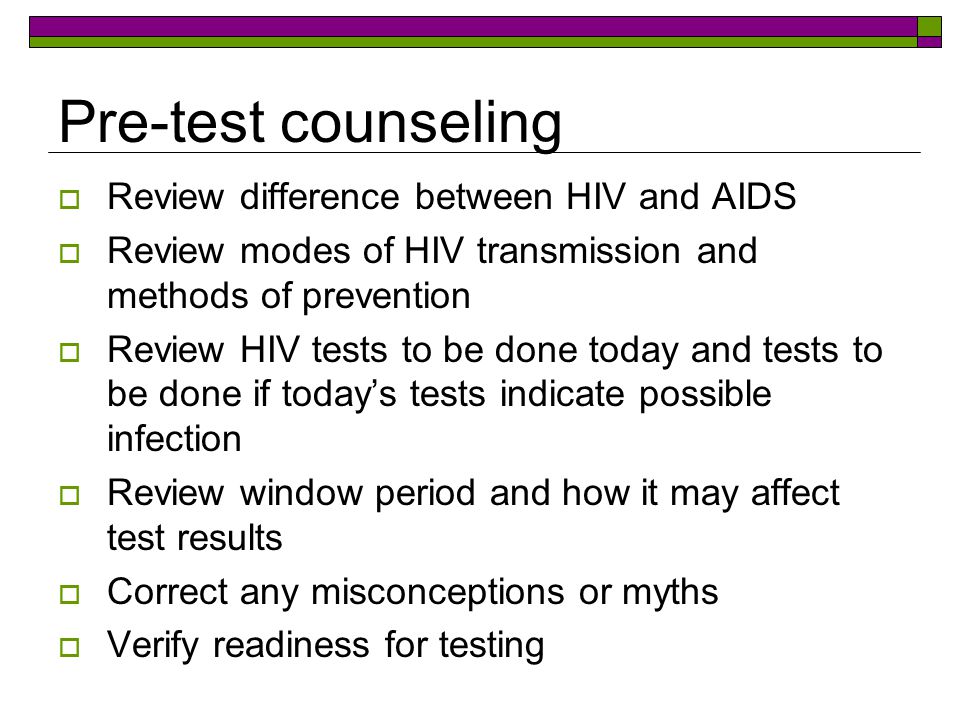 Pre-test counseling
Review difference between HIV and AIDS
Review modes of HIV transmission and
methods of prevention
Review HIV tests to be done today and tests to
be done if today’s tests indicate possible
infection
Review window period and how it may affect
test results
Correct any misconceptions or myths
Verify readiness for testing